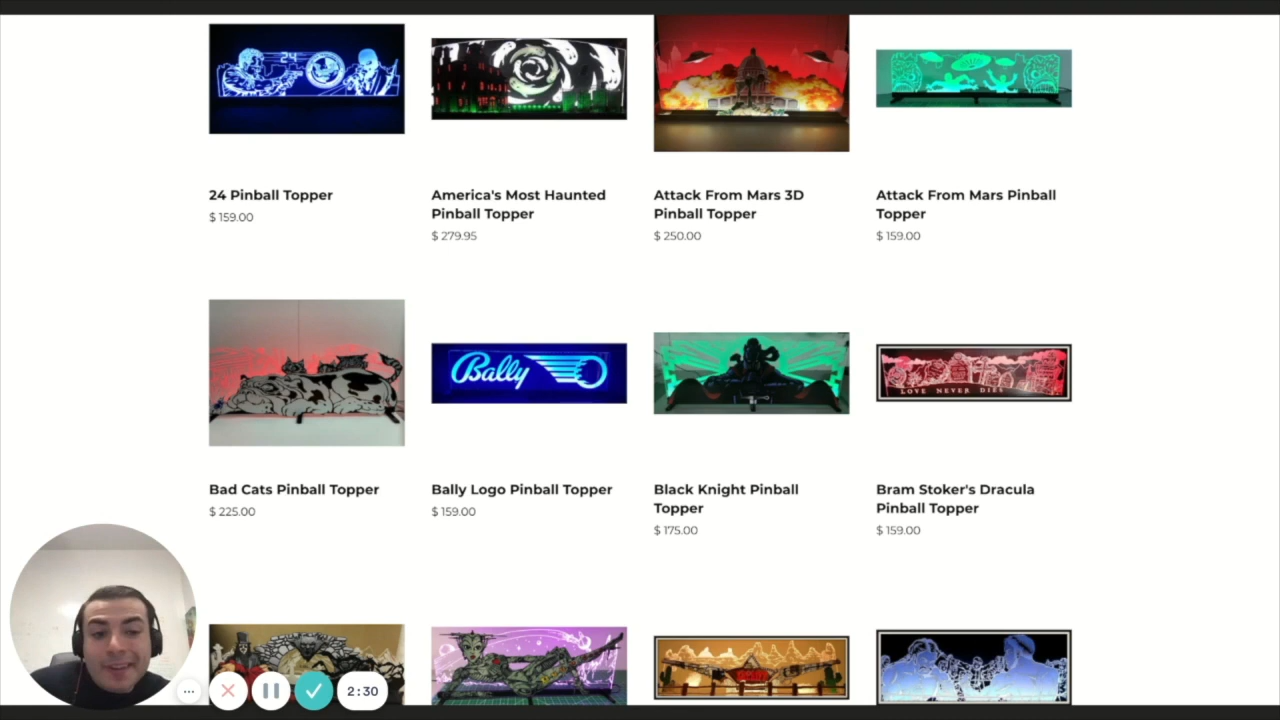 24
24 Pinball Topper
$ 159.00
America's Most Haunted
Pinball Topper
$ 279.95
Attack From Mars 3D
Pinball Topper
$ 250.00
Attack From Mars Pinball
Topper
$ 159.00
Bally
LOVE NEVER DIES
Bad Cats Pinball Topper
$ 225.00
Bally Logo Pinball Topper
$ 159.00
Black Knight Pinball
Topper
$ 175.00
Bram Stoker's Dracula
Pinball Topper
$ 159.00
2:30